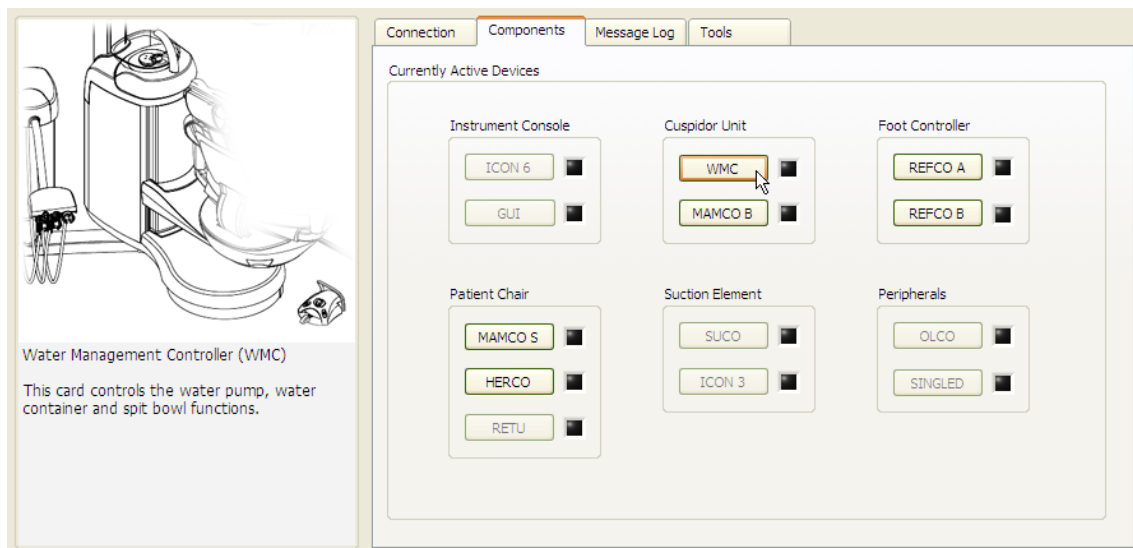 Connection Components Message Log Tools
Currently Active Devices
Instrument Console
ICON 6
GUI
Cuspidor Unit
WMC
MAMCO B
Foot Controller
REFCO A
REFCO B
Patient Chair
MAMCO S
HERCO
RETU
Suction Element
SUCO
ICON 3
Peripherals
OLCO
SINGLED
Water Management Controller (WMC)
This card controls the water pump, water
container and spit bowl functions.